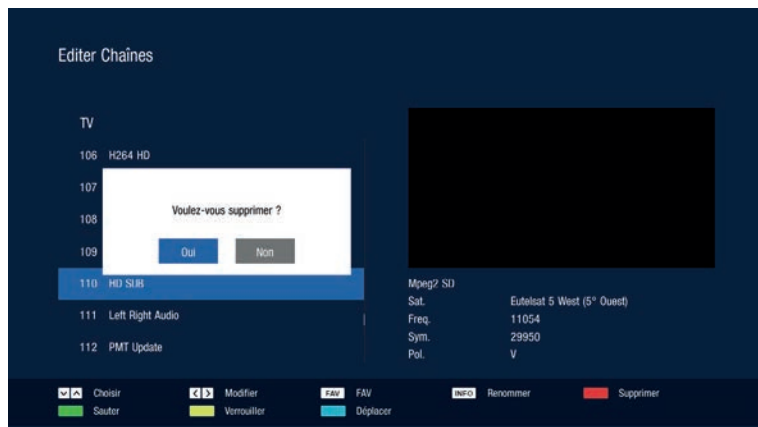 Editer Chaînes
TV
106 H264 HD
107
108
109
Voulez-vous supprimer ?
Oui Non
110 HD SUB
111 Left Right Audio
112 PMT Update
Mpeg2 SD
Sat. Eutelsat 5 West (5° Ouest)
Freq. 11054
Sym. 29950
Pol. V
Choisir Modifier FAV FAV INFO Renommer Supprimer
Sauter Verrouiller Déplacer